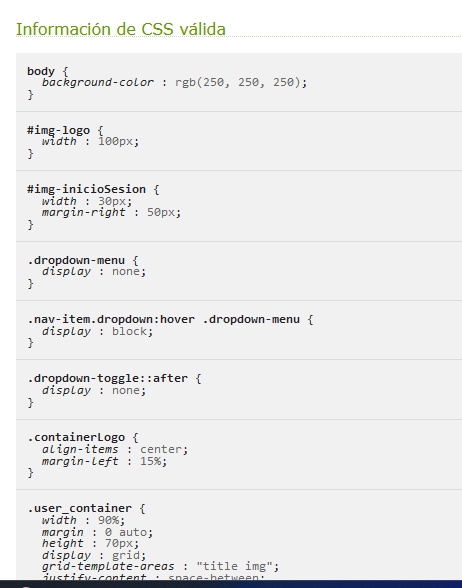 Información de CSS válida
body {
background-color : rgb(250, 250, 250);
}
#img-logo {
width : 100px;
}
#img-inicioSesion {
width : 30px;
margin-right : 50px;
}
.dropdown-menu {
display : none;
}
.nav-item.dropdown:hover .dropdown-menu {
display : block;
}
.dropdown-toggle::after {
display : none;
}
.containerLogo {
align-items : center;
margin-left : 15%;
}
.user_container {
width : 90%;
margin : 0 auto;
height : 70px;
display : grid;
grid-template-areas : "title img";
justify-content : space-between;